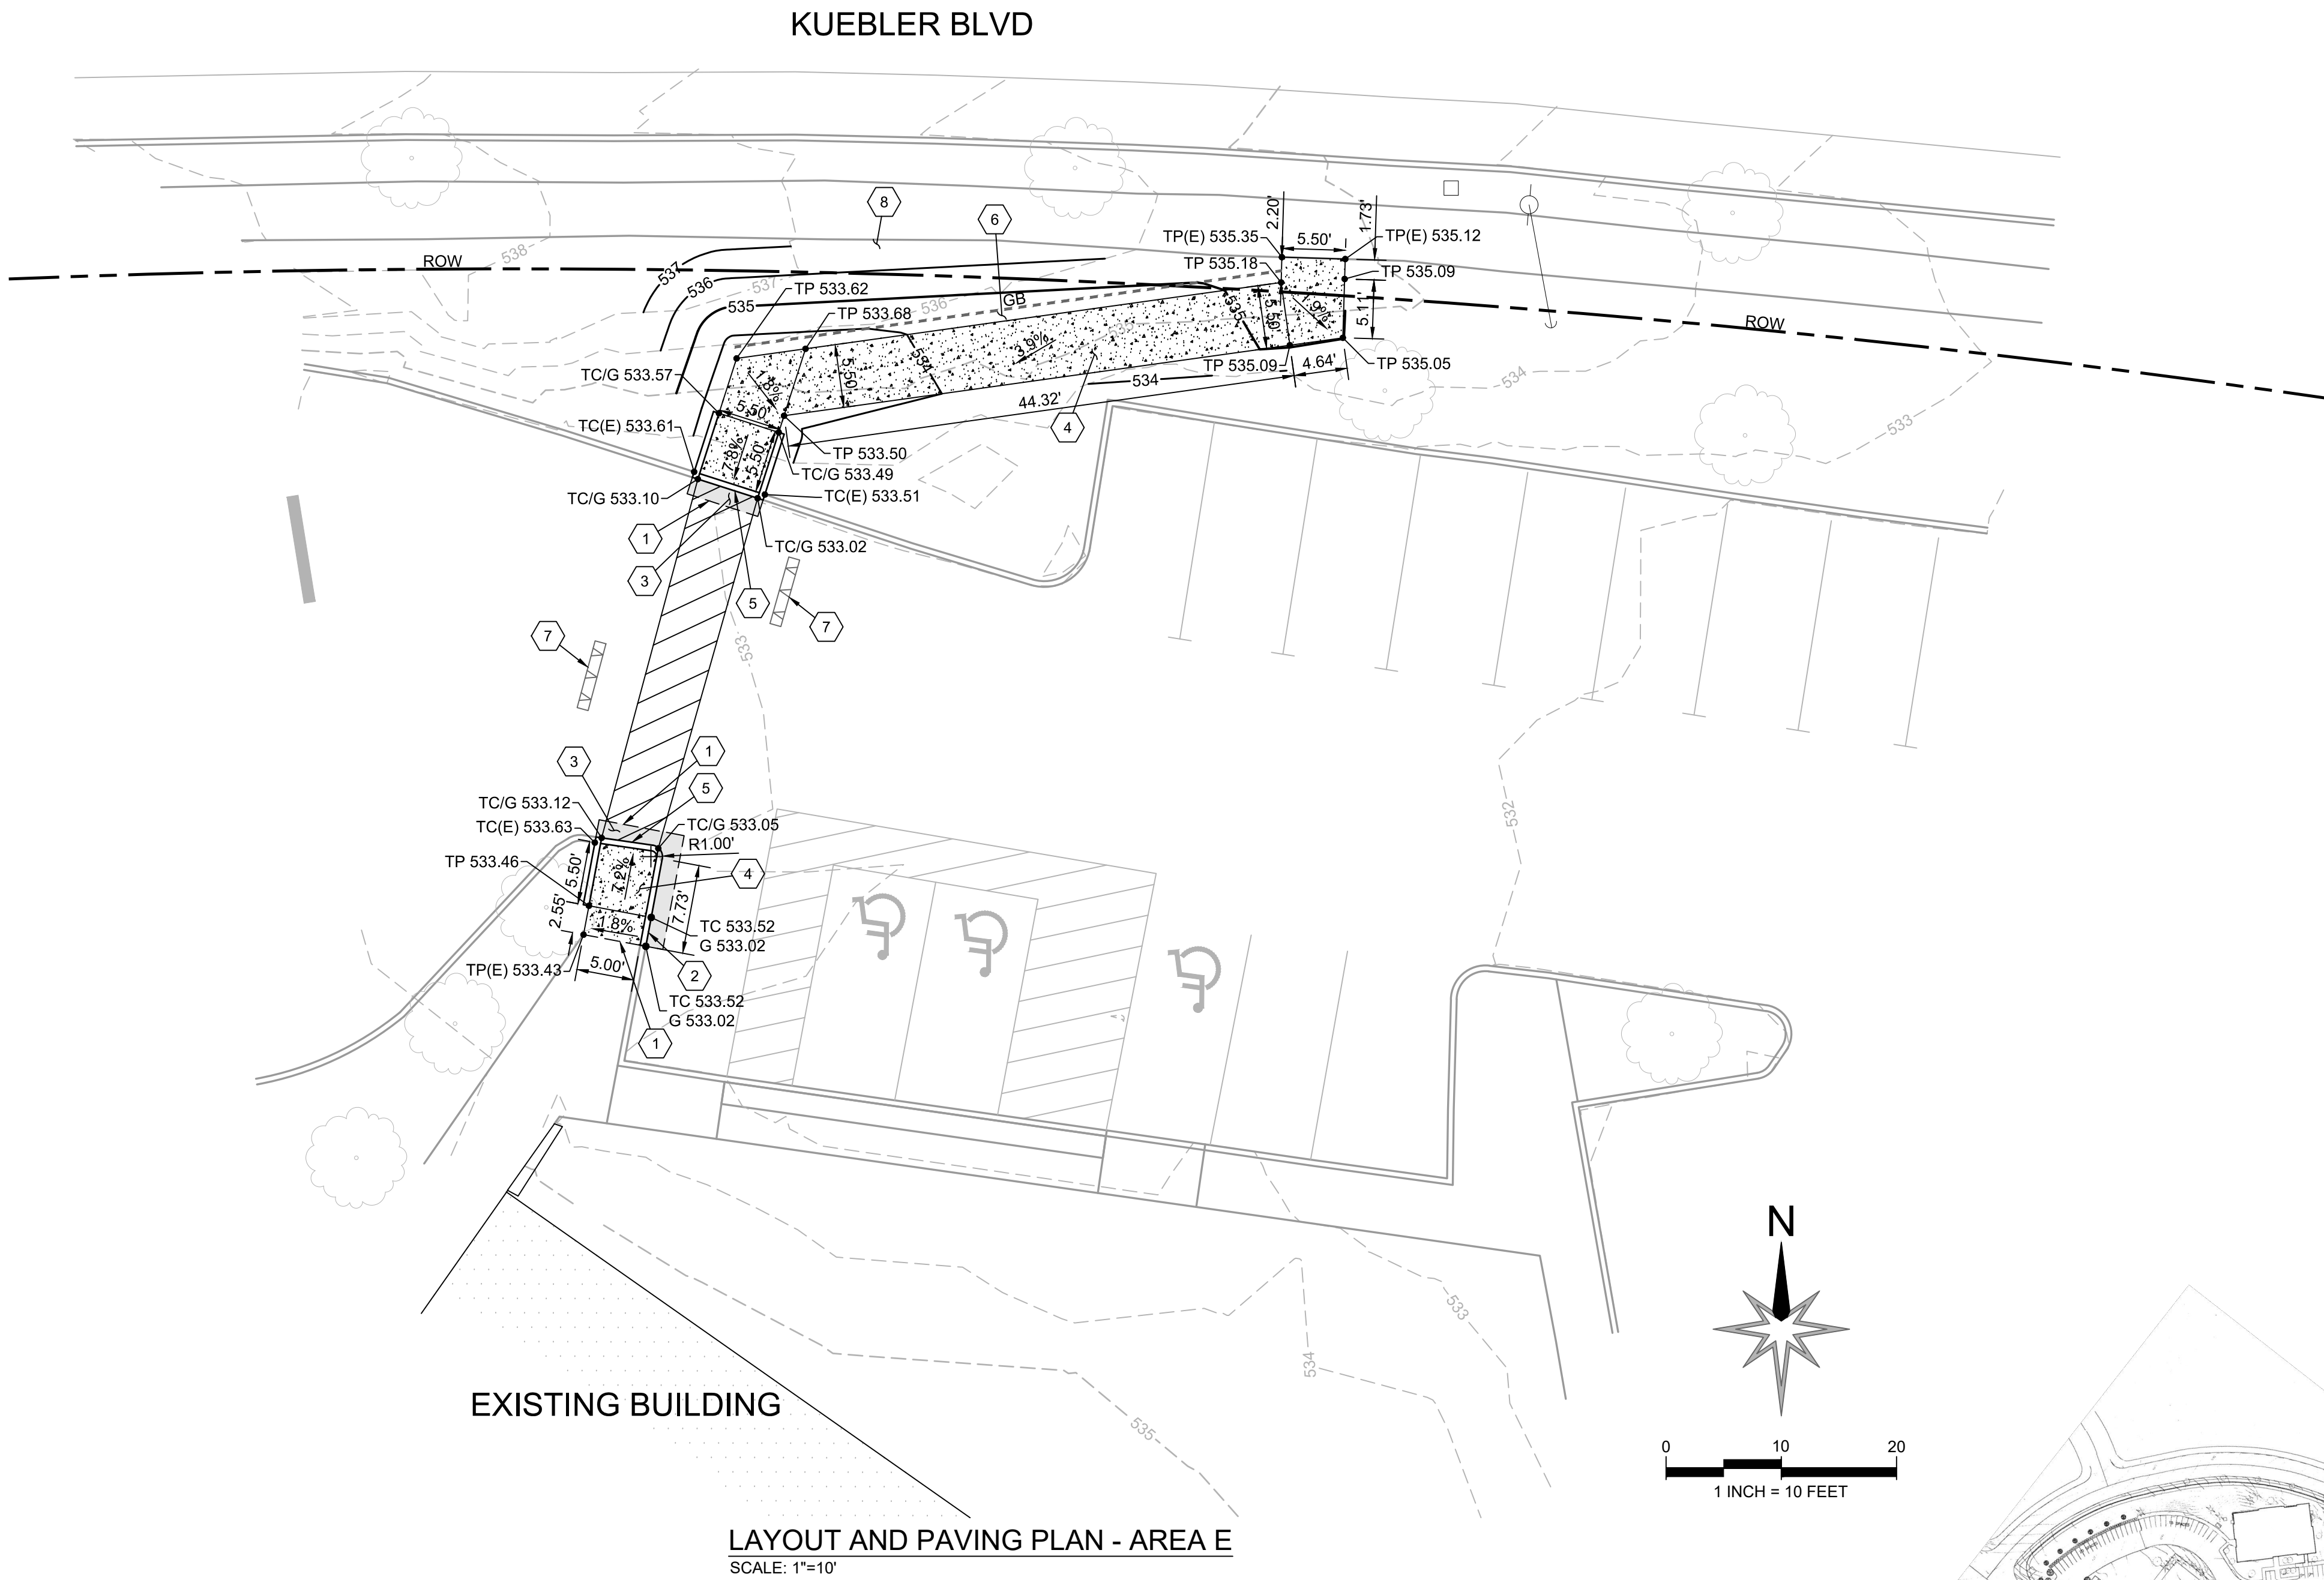 KUEBLER BLVD
8
6
538
ROW
537
536
535
537
536
535
GB
2.20'
1.73'
5.50'
TP(E) 535.35
TP(E) 535.12
TP 535.18
TP 535.09
TP 533.62
TP 533.68
535
5.50'
1.9%
5.11'
ROW
3.9%
534
5.50'
1.8%
TC/G 533.57
5.50'
TP 535.09
4.64'
TP 535.05
534
534
44.32'
4
533
TC(E) 533.61
7.8%
5.50'
TP 533.50
TC/G 533.49
TC/G 533.10
TC(E) 533.51
1
TC/G 533.02
3
5
7
7
533
1
3
5
TC/G 533.12
TC(E) 533.63
TC/G 533.05
R1.00'
TP 533.46
5.50'
7.2%
4
532
2.55'
1.8%
7.73'
TC 533.52
G 533.02
TP(E) 533.43
5.00'
2
TC 533.52
G 533.02
1
N
533
534
535
EXISTING BUILDING
0 10 20
1 INCH = 10 FEET
LAYOUT AND PAVING PLAN - AREA E
SCALE: 1"=10'